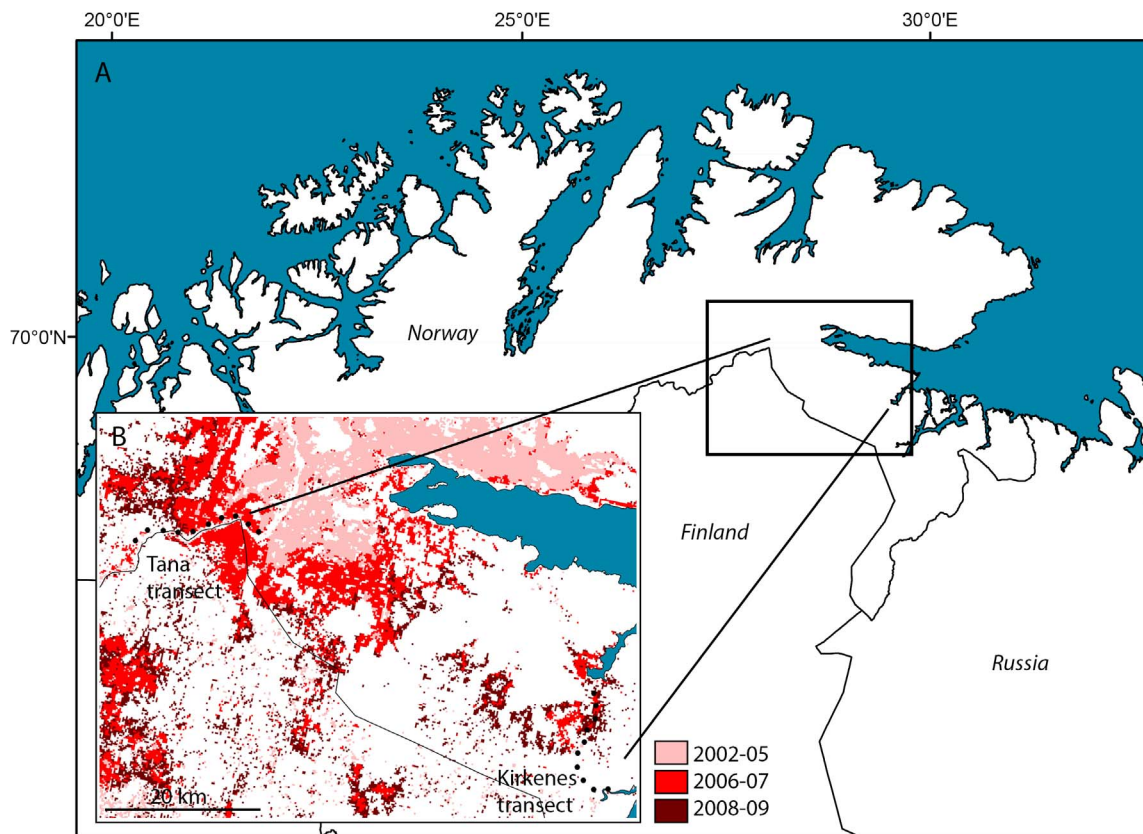 20°0'E
25°0'E
30°0'E
A
70°0'N
Norway
B
Finland
Tana
transect
Russia
2002-05
2006-07
Kirkenes
transect
2008-09
20 km